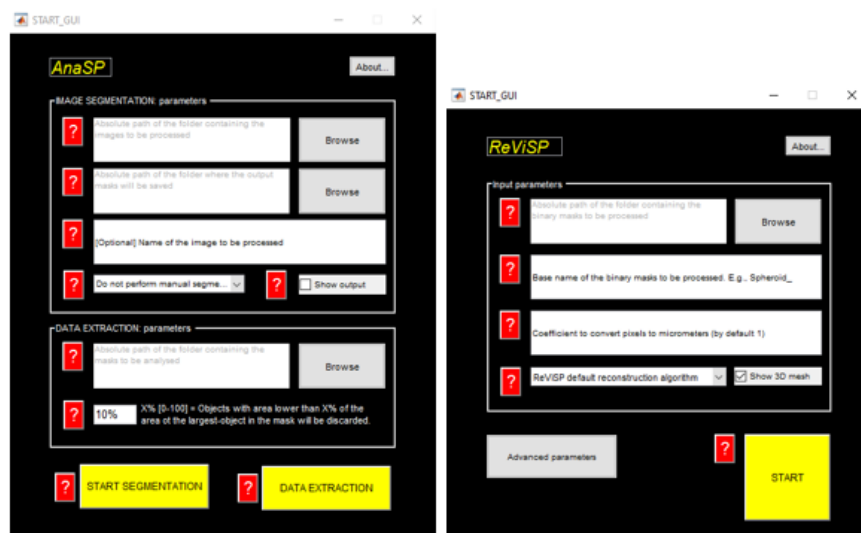 START_GUI
AnaSP
About...
IMAGE SEGMENTATION: parameters
?
Absolute path of the folder containing the
images to be processed
Browse
?
Absolute path of the folder where the output
masks will be saved
Browse
?
[Optional] Name of the image to be processed
?
Do not perform manual segme...
?
Show output
DATA EXTRACTION: parameters
?
Absolute path of the folder containing the
masks to be analysed
Browse
?
10%
X% [0-100] = Objects with area lower than X% of the
area of the largest-object in the mask will be discarded.
?
START SEGMENTATION
?
DATA EXTRACTION
START_GUI
ReViSP
About...
Input parameters
?
Absolute path of the folder containing the
binary masks to be processed
Browse
?
Base name of the binary masks to be processed. E.g., Spheroid_
?
Coefficient to convert pixels to micrometers (by default 1)
?
ReViSP default reconstruction algorithm
Show 3D mesh
Advanced parameters
?
START